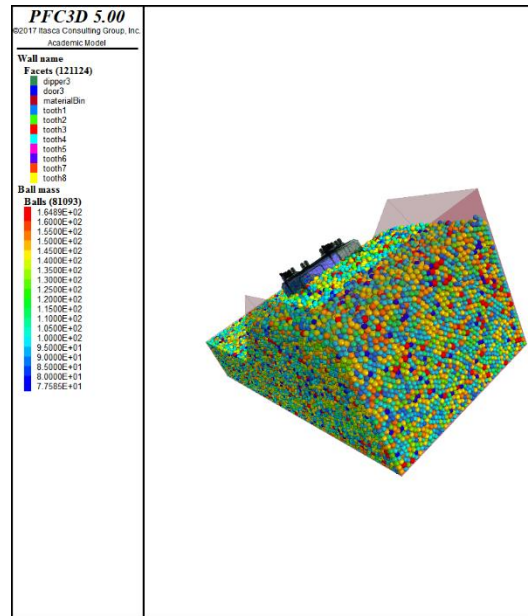 PFC3D 5.00
©2017 Itasca Consulting Group, Inc.
Academic Model
Wall name
Facets (121124)
dipper3
door3
materialBin
tooth1
tooth2
tooth3
tooth4
tooth5
tooth6
tooth7
tooth8
Ball mass
Balls (81093)
1.6489E+02
1.6000E+02
1.5500E+02
1.5000E+02
1.4500E+02
1.4000E+02
1.3500E+02
1.3000E+02
1.2500E+02
1.2000E+02
1.1500E+02
1.1000E+02
1.0500E+02
1.0000E+02
9.5000E+01
9.0000E+01
8.5000E+01
8.0000E+01
7.7585E+01